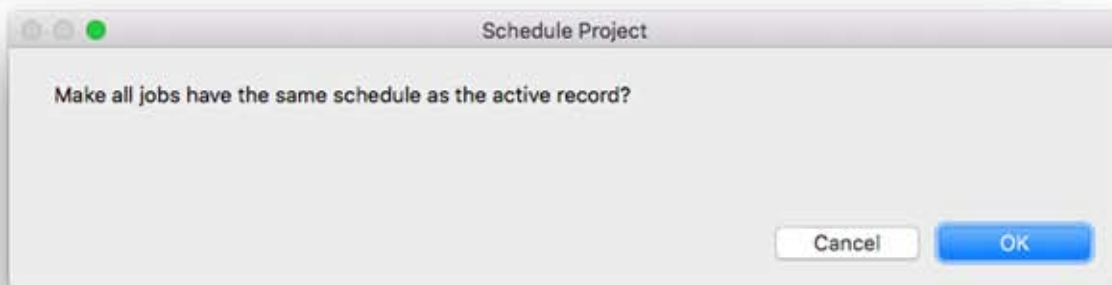 Schedule Project
Make all jobs have the same schedule as the active record?
Cancel OK